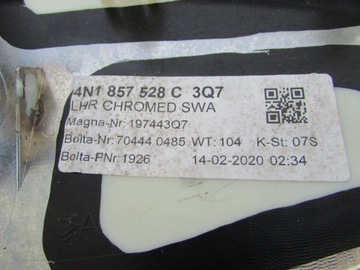 4N1 857 528 C 3Q7
LHR CHROMED SWA
Magna-Nr: 197443Q7
Bolta-Nr: 70444 0485 WT: 104 K-St: 07S
Bolta-PNr: 1926 14-02-2020 02:34